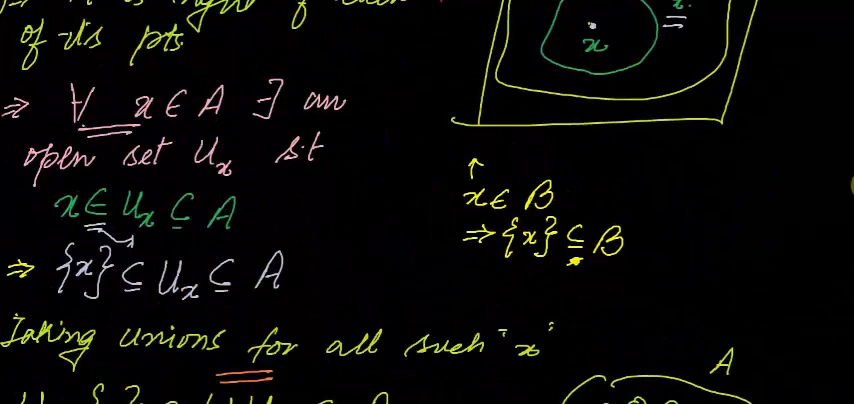 of its pts.
⇒ ∀ x ∈ A ∃ an
open set Uₓ s.t
x ∈ Uₓ ⊆ A
⇒ {x} ⊆ Uₓ ⊆ A
Taking unions for all such "x"
x
x ∈ B
⇒ {x} ⊆ B
A